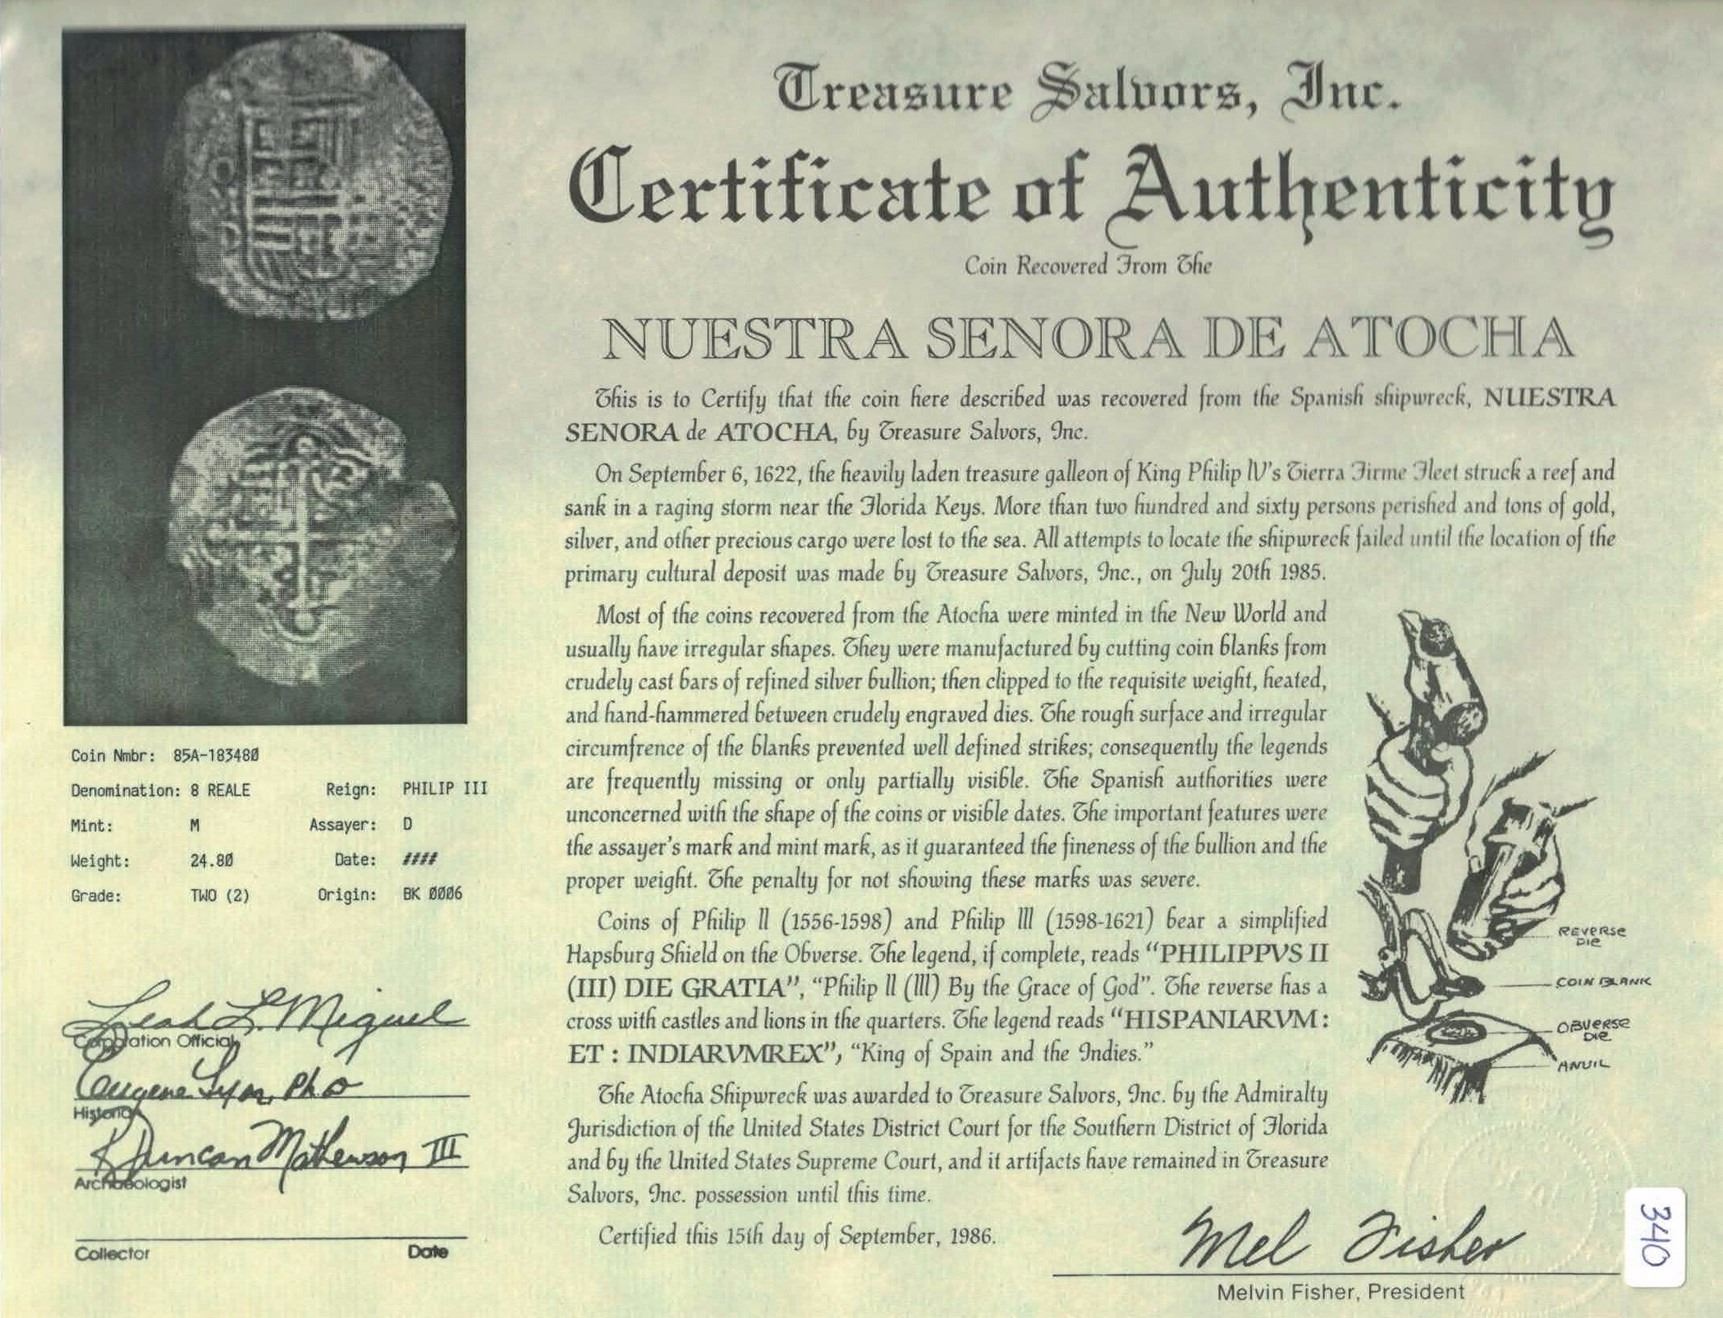 Treasure Salvors, Inc.
Certificate of Authenticity
Coin Recovered From The
NUESTRA SENORA DE ATOCHA
This is to Certify that the coin here described was recovered from the Spanish shipwreck, NUESTRA
SENORA de ATOCHA, by Treasure Salvors, Inc.
On September 6, 1622, the heavily laden treasure galleon of King Philip IV's Tierra Firme Fleet struck a reef and
sank in a raging storm near the Florida Keys. More than two hundred and sixty persons perished and tons of gold,
silver, and other precious cargo were lost to the sea. All attempts to locate the shipwreck failed until the location of the
primary cultural deposit was made by Treasure Salvors, Inc., on July 20th 1985.
Most of the coins recovered from the Atocha were minted in the New World and
usually have irregular shapes. They were manufactured by cutting coin blanks from
crudely cast bars of refined silver bullion; then clipped to the requisite weight, heated,
and hand-hammered between crudely engraved dies. The rough surface and irregular
circumfrence of the blanks prevented well defined strikes; consequently the legends
are frequently missing or only partially visible. The Spanish authorities were
unconcerned with the shape of the coins or visible dates. The important features were
the assayer's mark and mint mark, as it guaranteed the fineness of the bullion and the
proper weight. The penalty for not showing these marks was severe.
Coins of Philip II (1556-1598) and Philip III (1598-1621) bear a simplified
Hapsburg Shield on the Obverse. The legend, if complete, reads "PHILIPPVS II
(III) DIE GRATIA", "Philip II (III) By the Grace of God". The reverse has a
cross with castles and lions in the quarters. The legend reads "HISPANIARVM :
ET : INDIARVMREX", "King of Spain and the Indies."
The Atocha Shipwreck was awarded to Treasure Salvors, Inc. by the Admiralty
Jurisdiction of the United States District Court for the Southern District of Florida
and by the United States Supreme Court, and it artifacts have remained in Treasure
Salvors, Inc. possession until this time.
Certified this 15th day of September, 1986.
REVERSE
DIE
COIN BLANK
OBVERSE
DIE
ANVIL
Coin Nmbr: 85A-183480
Denomination: 8 REALE Reign: PHILIP III
Mint: M Assayer: D
Weight: 24.80 Date: ####
Grade: TWO (2) Origin: BK 0006
Leah L. Miguel
Corporation Official
Eugene Lyon, PhD
Historian
R Duncan Mathewson III
Archaeologist
Collector Date
Mel Fisher
Melvin Fisher, President
340